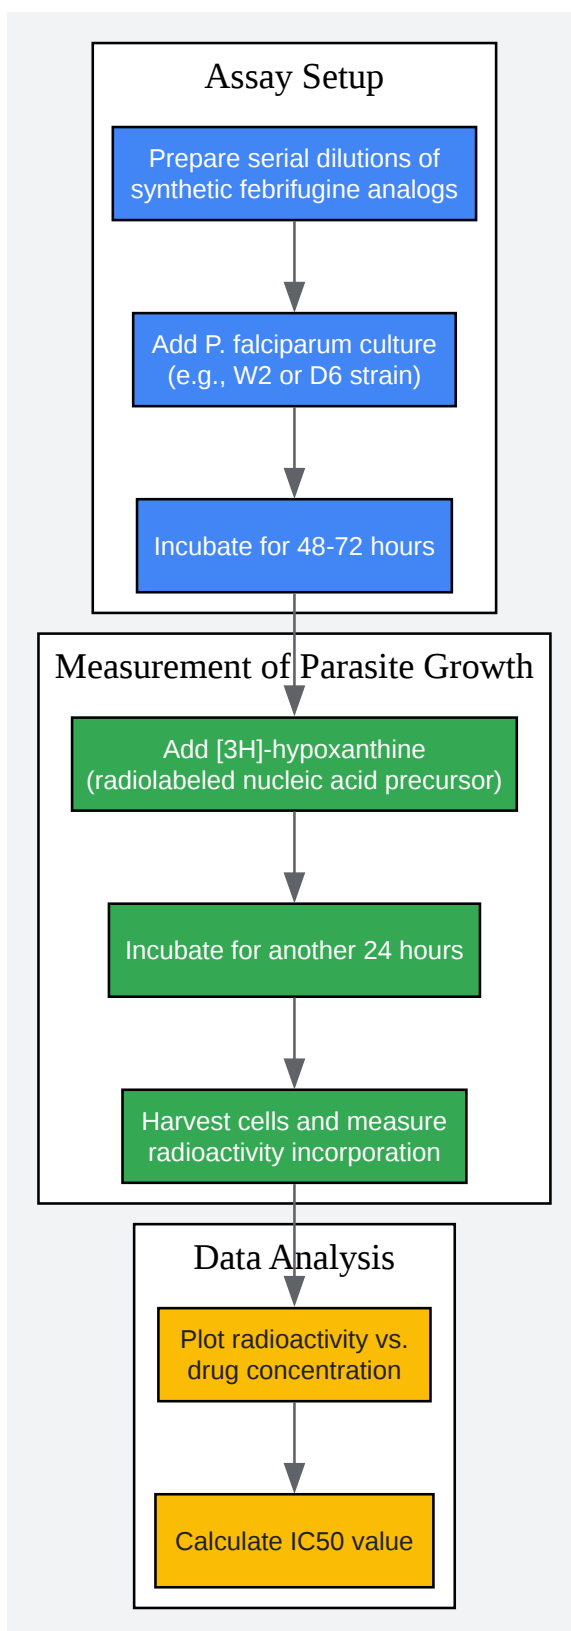 Assay Setup
Prepare serial dilutions of
synthetic febrifugine analogs
Add P. falciparum culture
(e.g., W2 or D6 strain)
Incubate for 48-72 hours
Measurement of Parasite Growth
Add [3H]-hypoxanthine
(radiolabeled nucleic acid precursor)
Incubate for another 24 hours
Harvest cells and measure
radioactivity incorporation
Data Analysis
Plot radioactivity vs.
drug concentration
Calculate IC50 value